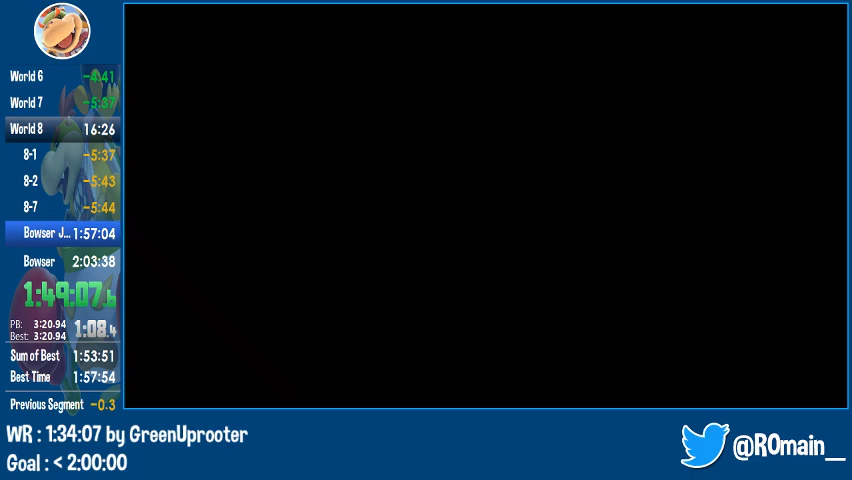 World 6 -4:41
World 7 -5:37
World 8 16:26
8-1 -5:37
8-2 -5:43
8-7 -5:44
Bowser J... 1:57:04
Bowser 2:03:38
1:49:07.6
PB: 3:20.94 1:08.4
Best: 3:20.94
Sum of Best 1:53:51
Best Time 1:57:54
Previous Segment -0.3
WR : 1:34:07 by GreenUprooter
Goal : < 2:00:00
@R0main__